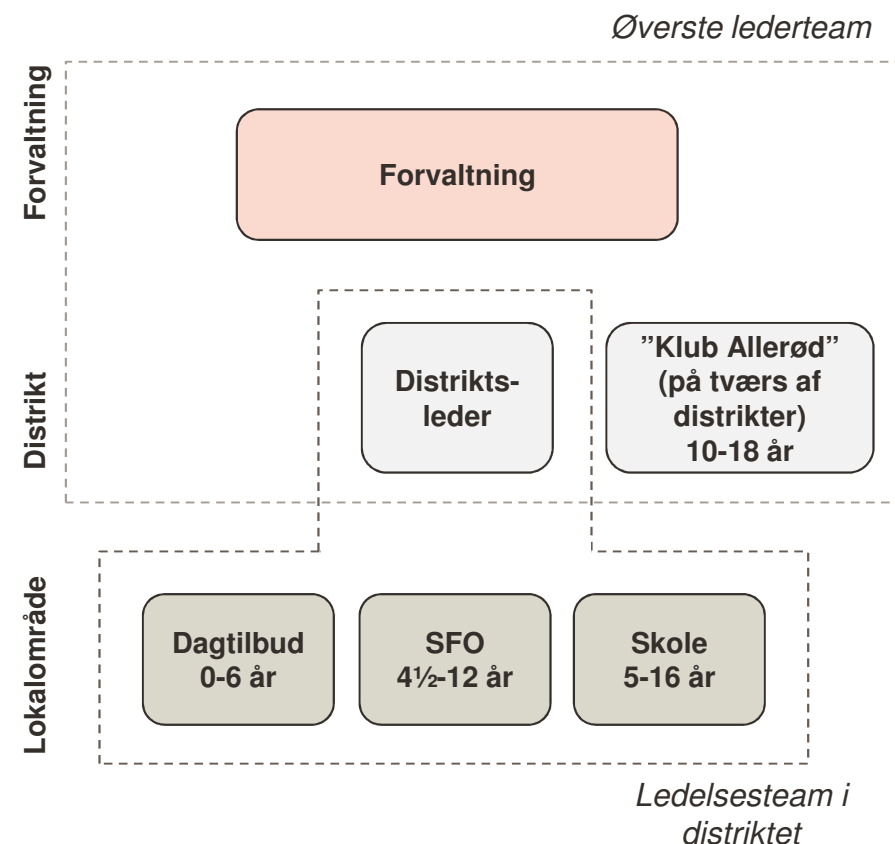 Øverste lederteam
Forvaltning
Forvaltning
Distrikt
Distrikts-
leder
”Klub Allerød”
(på tværs af
distrikter)
10-18 år
Lokalområde
Dagtilbud
0-6 år
SFO
4½-12 år
Skole
5-16 år
Ledelsesteam i
distriktet